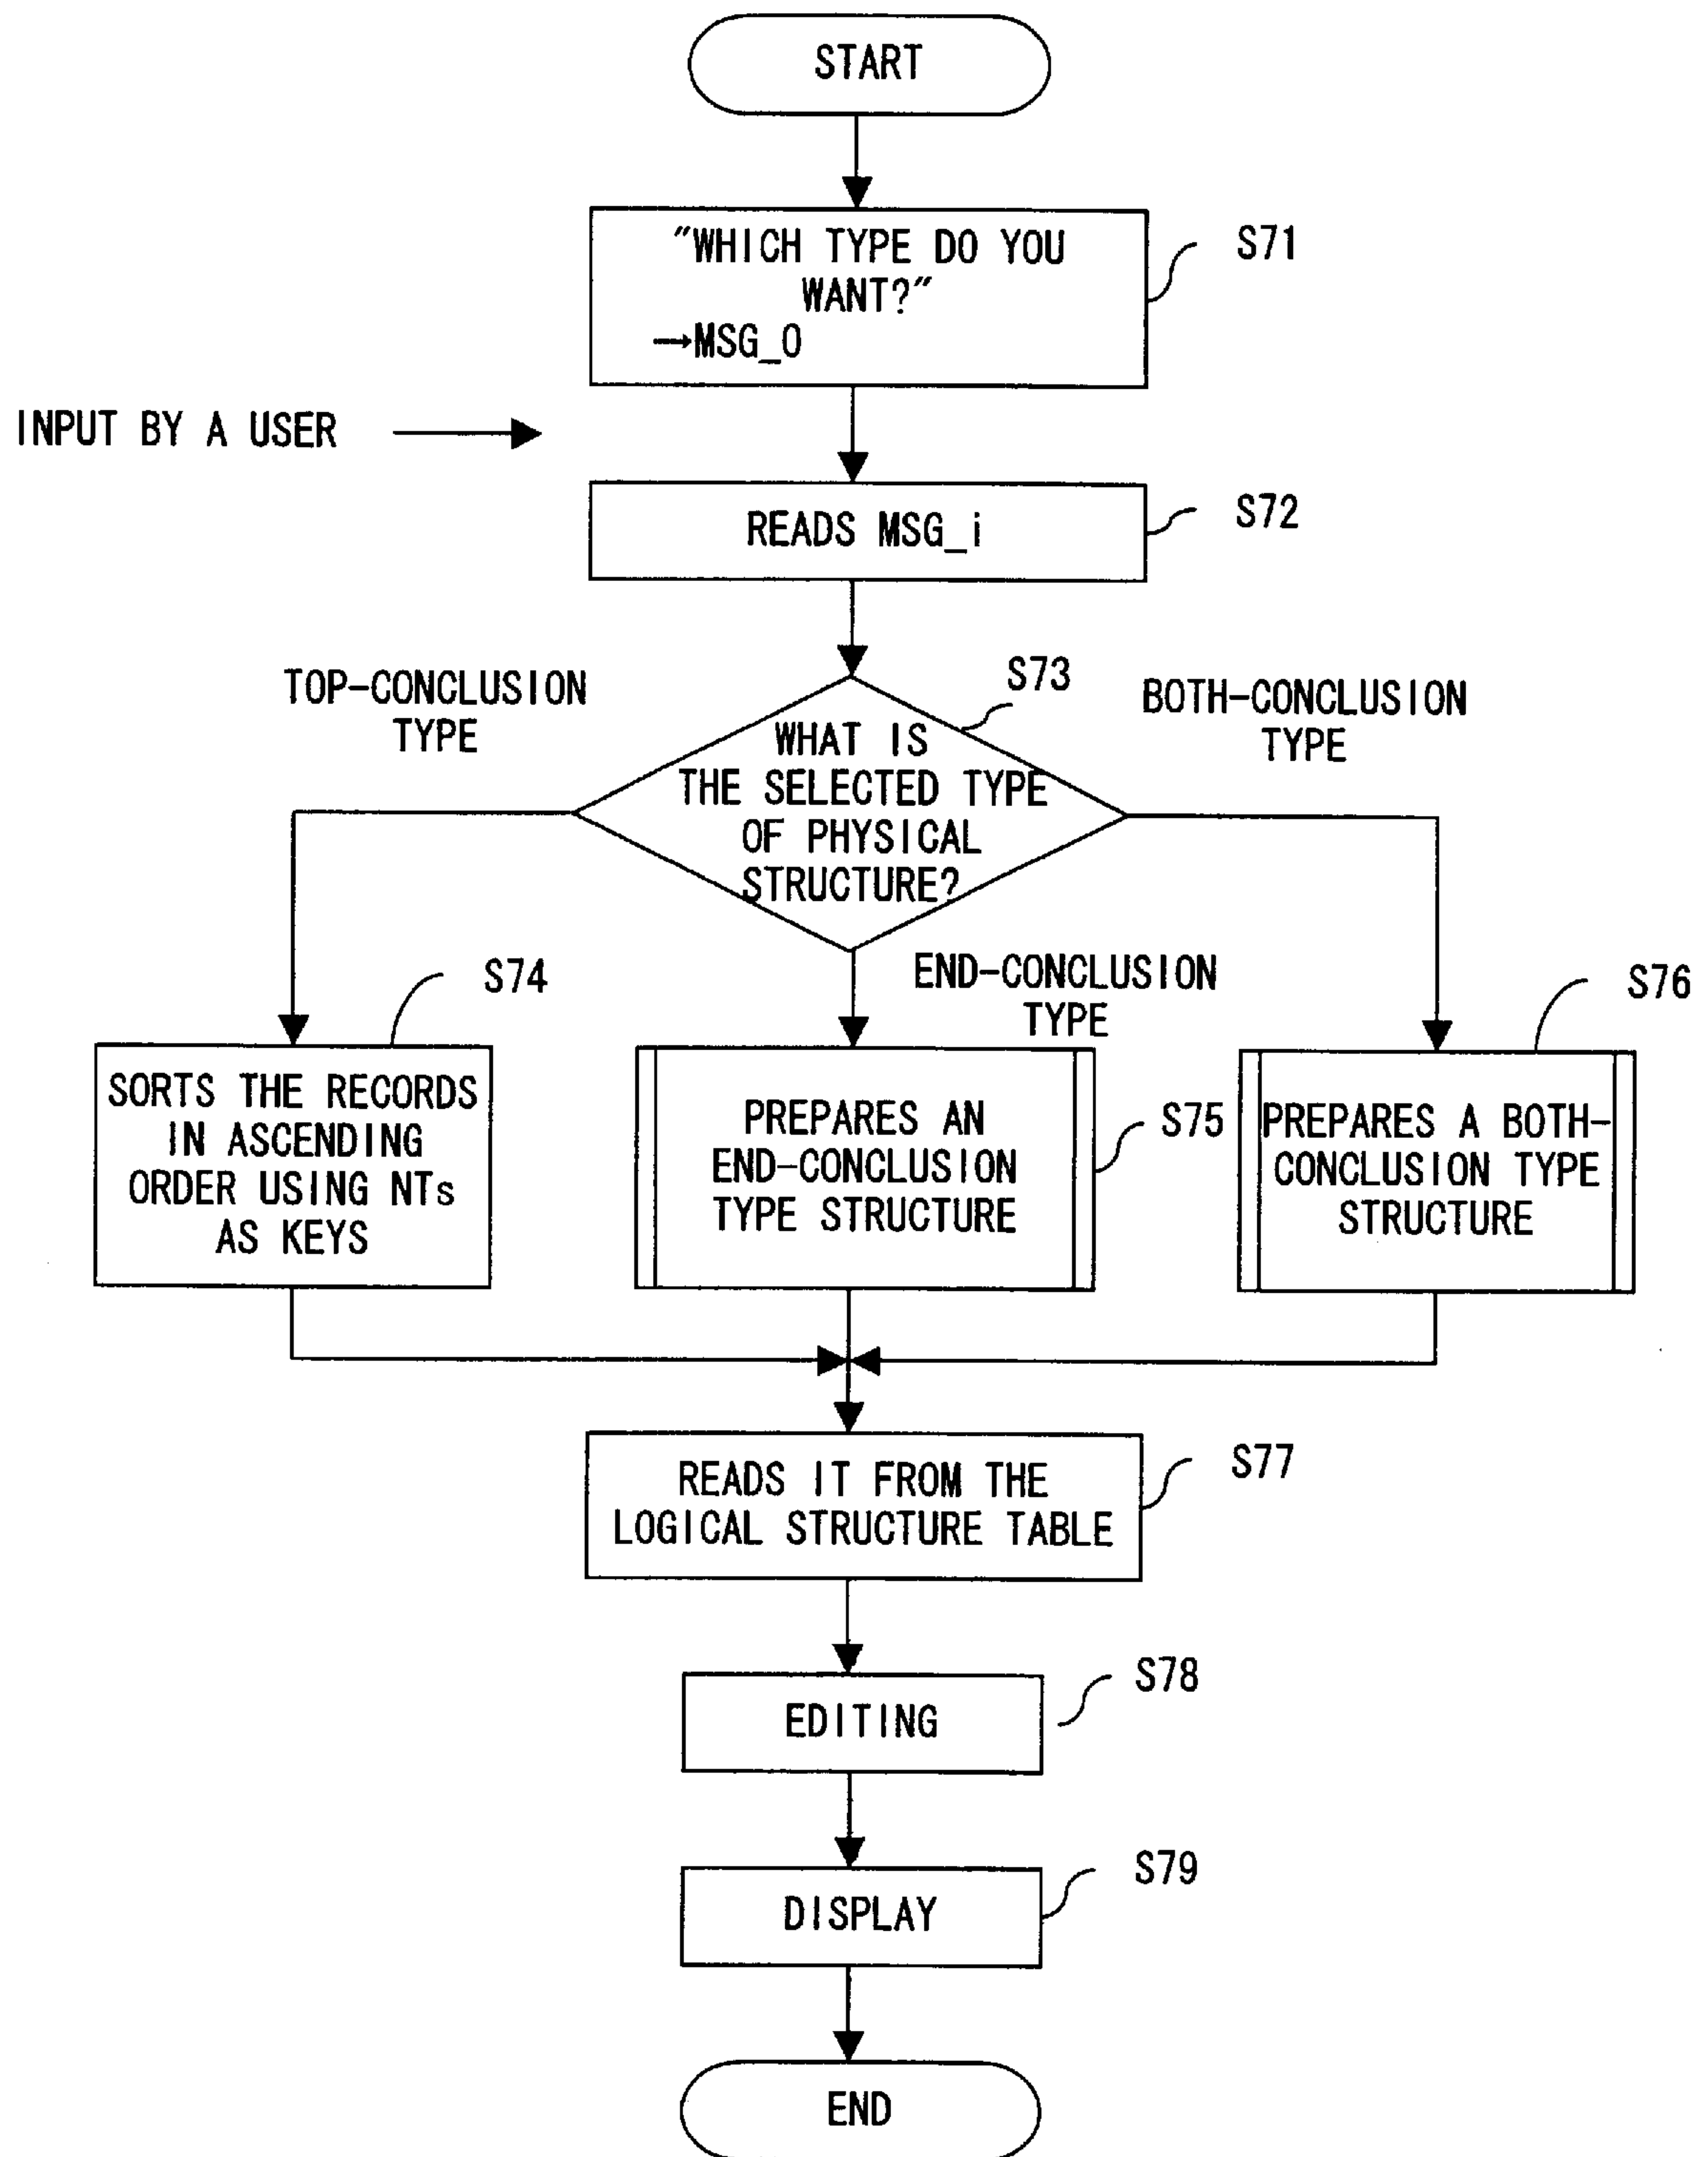 START
"WHICH TYPE DO YOU
WANT?"
→MSG_O
S71
INPUT BY A USER
READS MSG_i
S72
TOP-CONCLUSION
TYPE
S73
BOTH-CONCLUSION
TYPE
WHAT IS
THE SELECTED TYPE
OF PHYSICAL
STRUCTURE?
END-CONCLUSION
TYPE
S74
SORTS THE RECORDS
IN ASCENDING
ORDER USING NTs
AS KEYS
PREPARES AN
END-CONCLUSION
TYPE STRUCTURE
S75
S76
PREPARES A BOTH-
CONCLUSION TYPE
STRUCTURE
READS IT FROM THE
LOGICAL STRUCTURE TABLE
S77
EDITING
S78
DISPLAY
S79
END